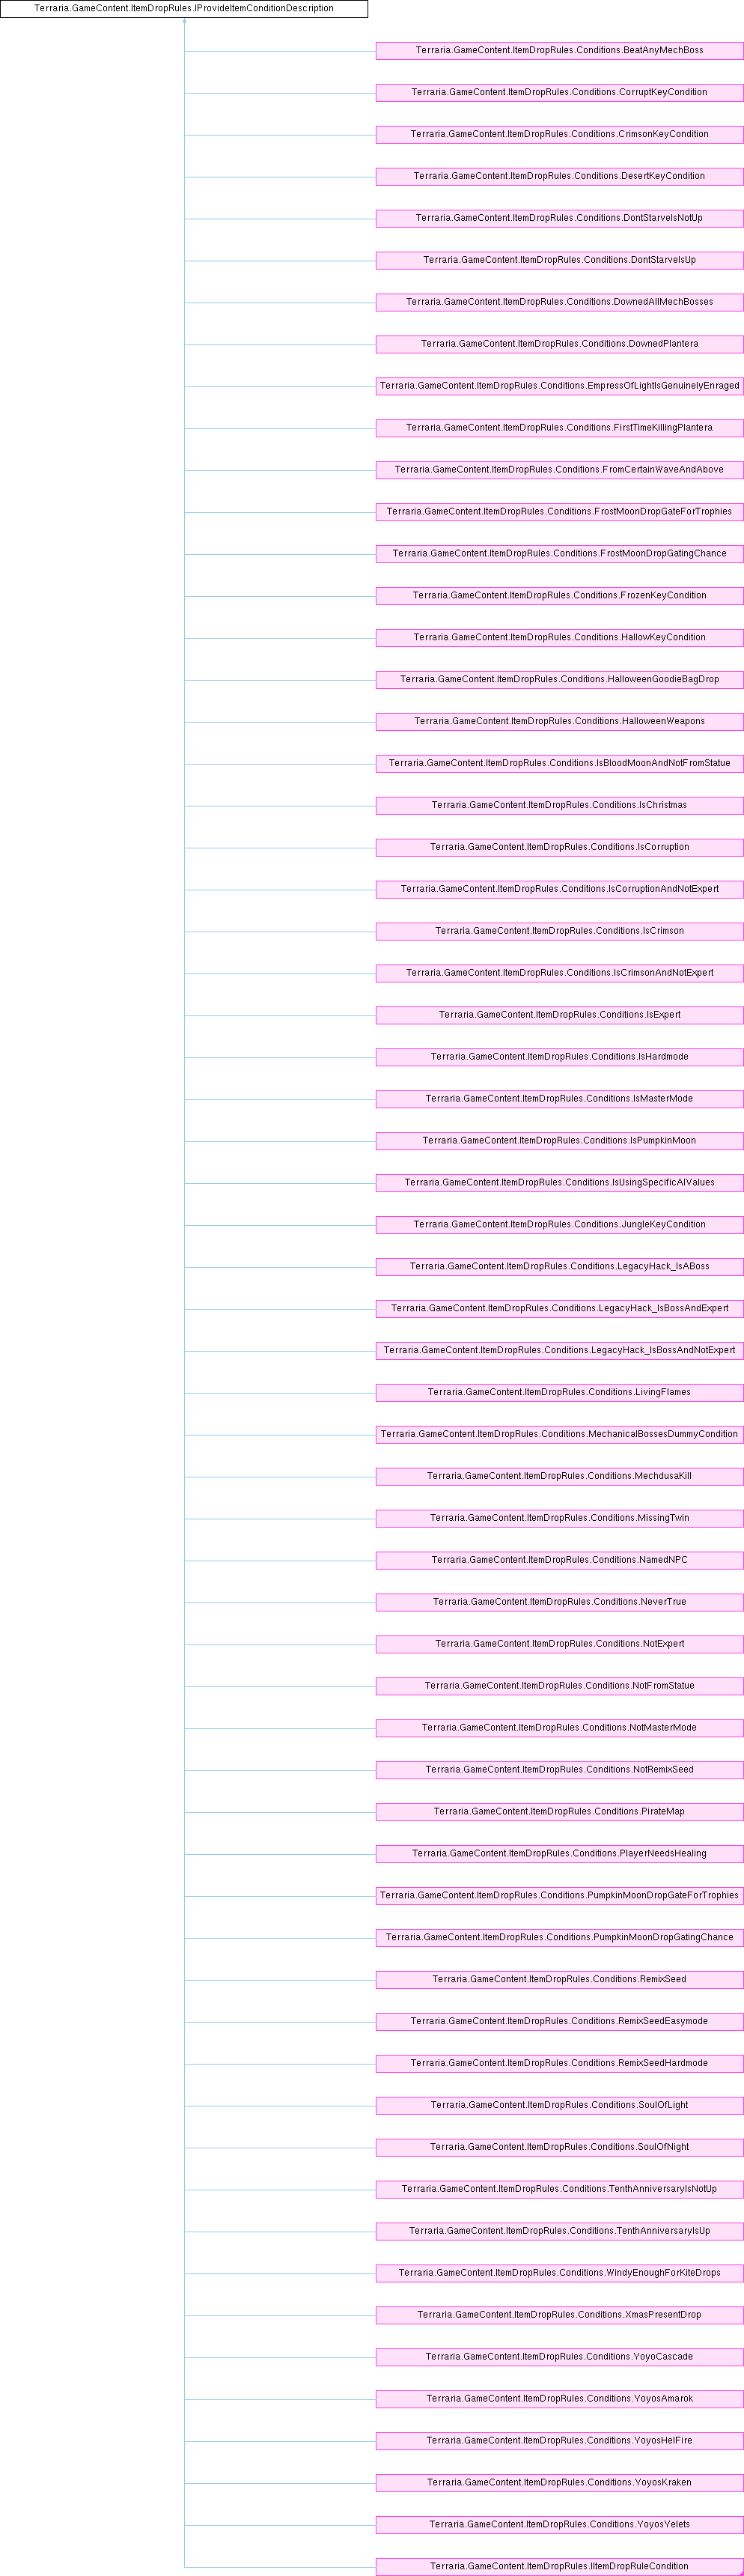 Terraria.GameContent.ItemDropRules.IProvideItemConditionDescription
Terraria.GameContent.ItemDropRules.Conditions.BeatAnyMechBoss
Terraria.GameContent.ItemDropRules.Conditions.CorruptKeyCondition
Terraria.GameContent.ItemDropRules.Conditions.CrimsonKeyCondition
Terraria.GameContent.ItemDropRules.Conditions.DesertKeyCondition
Terraria.GameContent.ItemDropRules.Conditions.DontStarveIsNotUp
Terraria.GameContent.ItemDropRules.Conditions.DontStarveIsUp
Terraria.GameContent.ItemDropRules.Conditions.DownedAllMechBosses
Terraria.GameContent.ItemDropRules.Conditions.DownedPlantera
Terraria.GameContent.ItemDropRules.Conditions.EmpressOfLightIsGenuinelyEnraged
Terraria.GameContent.ItemDropRules.Conditions.FirstTimeKillingPlantera
Terraria.GameContent.ItemDropRules.Conditions.FromCertainWaveAndAbove
Terraria.GameContent.ItemDropRules.Conditions.FrostMoonDropGateForTrophies
Terraria.GameContent.ItemDropRules.Conditions.FrostMoonDropGatingChance
Terraria.GameContent.ItemDropRules.Conditions.FrozenKeyCondition
Terraria.GameContent.ItemDropRules.Conditions.HallowKeyCondition
Terraria.GameContent.ItemDropRules.Conditions.HalloweenGoodieBagDrop
Terraria.GameContent.ItemDropRules.Conditions.HalloweenWeapons
Terraria.GameContent.ItemDropRules.Conditions.IsBloodMoonAndNotFromStatue
Terraria.GameContent.ItemDropRules.Conditions.IsChristmas
Terraria.GameContent.ItemDropRules.Conditions.IsCorruption
Terraria.GameContent.ItemDropRules.Conditions.IsCorruptionAndNotExpert
Terraria.GameContent.ItemDropRules.Conditions.IsCrimson
Terraria.GameContent.ItemDropRules.Conditions.IsCrimsonAndNotExpert
Terraria.GameContent.ItemDropRules.Conditions.IsExpert
Terraria.GameContent.ItemDropRules.Conditions.IsHardmode
Terraria.GameContent.ItemDropRules.Conditions.IsMasterMode
Terraria.GameContent.ItemDropRules.Conditions.IsPumpkinMoon
Terraria.GameContent.ItemDropRules.Conditions.IsUsingSpecificAIValues
Terraria.GameContent.ItemDropRules.Conditions.JungleKeyCondition
Terraria.GameContent.ItemDropRules.Conditions.LegacyHack_IsABoss
Terraria.GameContent.ItemDropRules.Conditions.LegacyHack_IsBossAndExpert
Terraria.GameContent.ItemDropRules.Conditions.LegacyHack_IsBossAndNotExpert
Terraria.GameContent.ItemDropRules.Conditions.LivingFlames
Terraria.GameContent.ItemDropRules.Conditions.MechanicalBossesDummyCondition
Terraria.GameContent.ItemDropRules.Conditions.MechdusaKill
Terraria.GameContent.ItemDropRules.Conditions.MissingTwin
Terraria.GameContent.ItemDropRules.Conditions.NamedNPC
Terraria.GameContent.ItemDropRules.Conditions.NeverTrue
Terraria.GameContent.ItemDropRules.Conditions.NotExpert
Terraria.GameContent.ItemDropRules.Conditions.NotFromStatue
Terraria.GameContent.ItemDropRules.Conditions.NotMasterMode
Terraria.GameContent.ItemDropRules.Conditions.NotRemixSeed
Terraria.GameContent.ItemDropRules.Conditions.PirateMap
Terraria.GameContent.ItemDropRules.Conditions.PlayerNeedsHealing
Terraria.GameContent.ItemDropRules.Conditions.PumpkinMoonDropGateForTrophies
Terraria.GameContent.ItemDropRules.Conditions.PumpkinMoonDropGatingChance
Terraria.GameContent.ItemDropRules.Conditions.RemixSeed
Terraria.GameContent.ItemDropRules.Conditions.RemixSeedEasymode
Terraria.GameContent.ItemDropRules.Conditions.RemixSeedHardmode
Terraria.GameContent.ItemDropRules.Conditions.SoulOfLight
Terraria.GameContent.ItemDropRules.Conditions.SoulOfNight
Terraria.GameContent.ItemDropRules.Conditions.TenthAnniversaryIsNotUp
Terraria.GameContent.ItemDropRules.Conditions.TenthAnniversaryIsUp
Terraria.GameContent.ItemDropRules.Conditions.WindyEnoughForKiteDrops
Terraria.GameContent.ItemDropRules.Conditions.XmasPresentDrop
Terraria.GameContent.ItemDropRules.Conditions.YoyoCascade
Terraria.GameContent.ItemDropRules.Conditions.YoyosAmarok
Terraria.GameContent.ItemDropRules.Conditions.YoyosHelFire
Terraria.GameContent.ItemDropRules.Conditions.YoyosKraken
Terraria.GameContent.ItemDropRules.Conditions.YoyosYelets
Terraria.GameContent.ItemDropRules.IItemDropRuleCondition